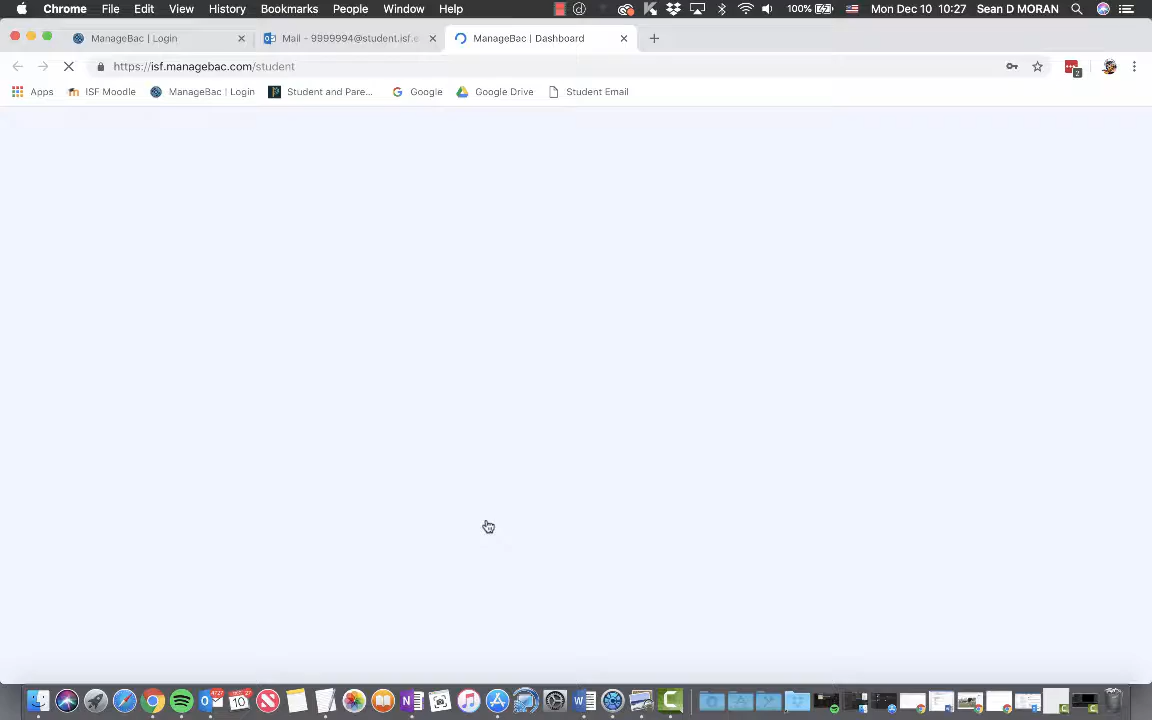 Chrome File Edit View History Bookmarks People Window Help 100% Mon Dec 10 10:27 Sean D MORAN
ManageBac | Login Mail - 9999994@student.isf.e ManageBac | Dashboard
https://isf.managebac.com/student
Apps ISF Moodle ManageBac | Login Student and Pare... Google Google Drive Student Email